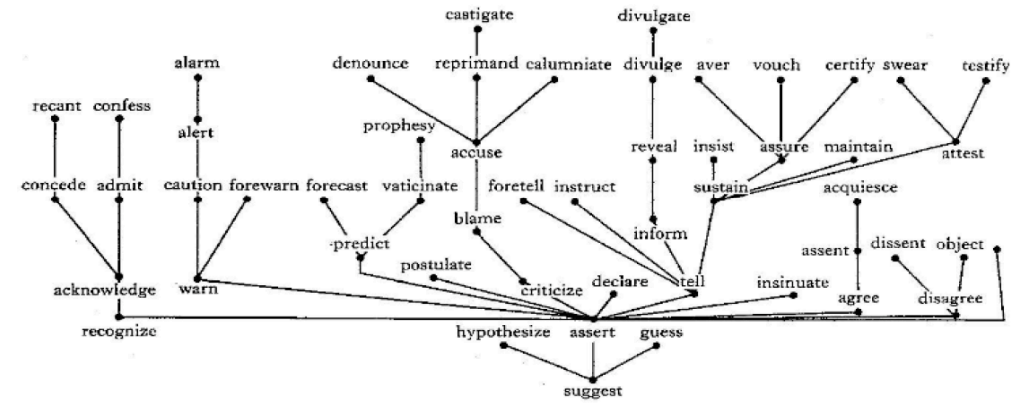 castigate divulgate
alarm denounce reprimand calumniate divulge aver vouch certify swear testify
recant confess
alert prophesy accuse reveal insist assure maintain attest
concede admit caution forewarn forecast vaticinate foretell instruct sustain acquiesce
blame inform
predict assent dissent object
postulate
acknowledge warn criticize declare tell insinuate agree disagree
recognize hypothesize assert guess
suggest